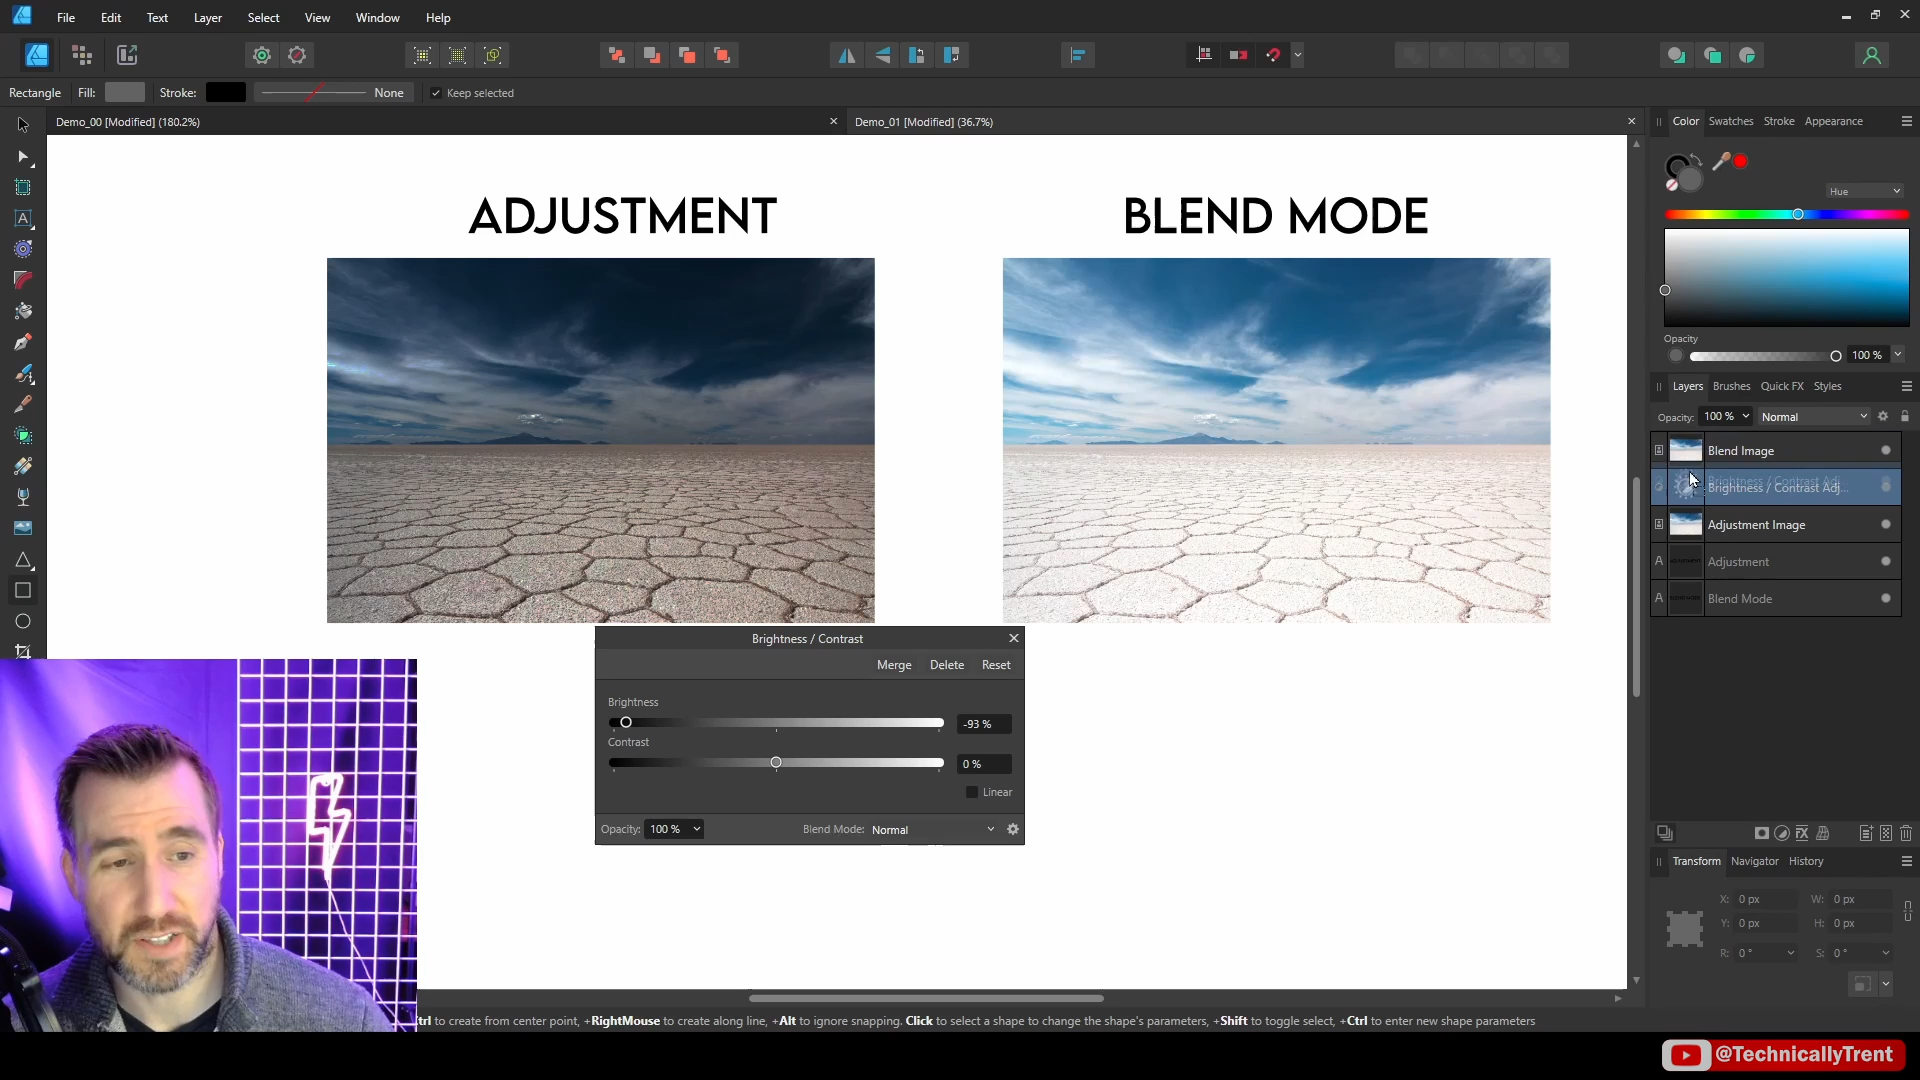 File Edit Text Layer Select View Window Help
Rectangle Fill: Stroke: None Keep selected
Demo_00 [Modified] (180.2%)
Demo_01 [Modified] (36.7%)
ADJUSTMENT
BLEND MODE
Brightness / Contrast
Merge Delete Reset
Brightness
-93 %
Contrast
0 %
Linear
Opacity: 100 % Blend Mode: Normal
Color Swatches Stroke Appearance
Hue
Opacity
100 %
Layers Brushes Quick FX Styles
Opacity: 100 % Normal
Blend Image
Brightness / Contrast Adj...
Adjustment Image
A Adjustment
A Blend Mode
Transform Navigator History
X: 0 px W: 0 px
Y: 0 px H: 0 px
R: 0 ° S: 0 °
trl to create from center point, +RightMouse to create along line, +Alt to ignore snapping. Click to select a shape to change the shape's parameters, +Shift to toggle select, +Ctrl to enter new shape parameters
@TechnicallyTrent